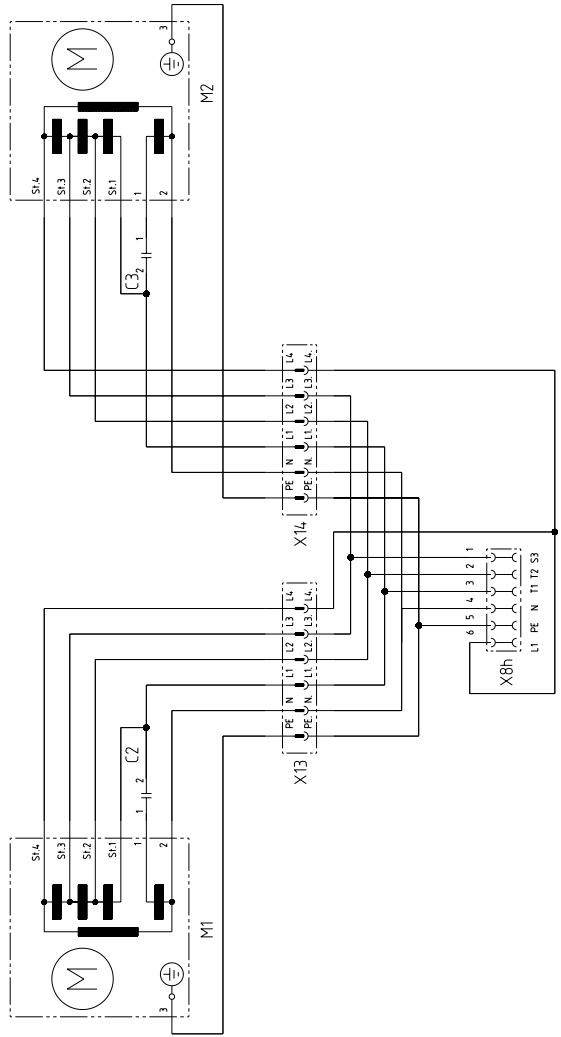 3
M
M2
St.4
St.3
St.2
St.1
1
2
1
2
C3
L4 L4.
L3 L3.
L2 L2.
L1 L1.
N N.
PE PE.
X14
1 S3
2 T2
3 T1
4 N
5 PE
6 L1
X8h
L4 L4.
L3 L3.
L2 L2.
L1 L1.
N N.
PE PE.
X13
C2
2
1
St.4
St.3
St.2
St.1
1
2
M1
M
3